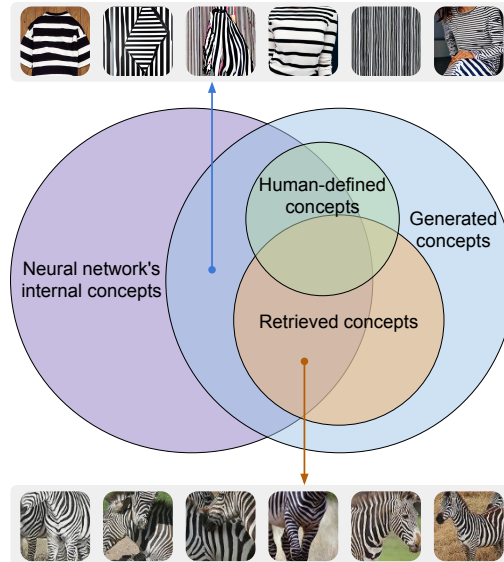 Human-defined
concepts
Generated
concepts
Neural network's
internal concepts
Retrieved concepts